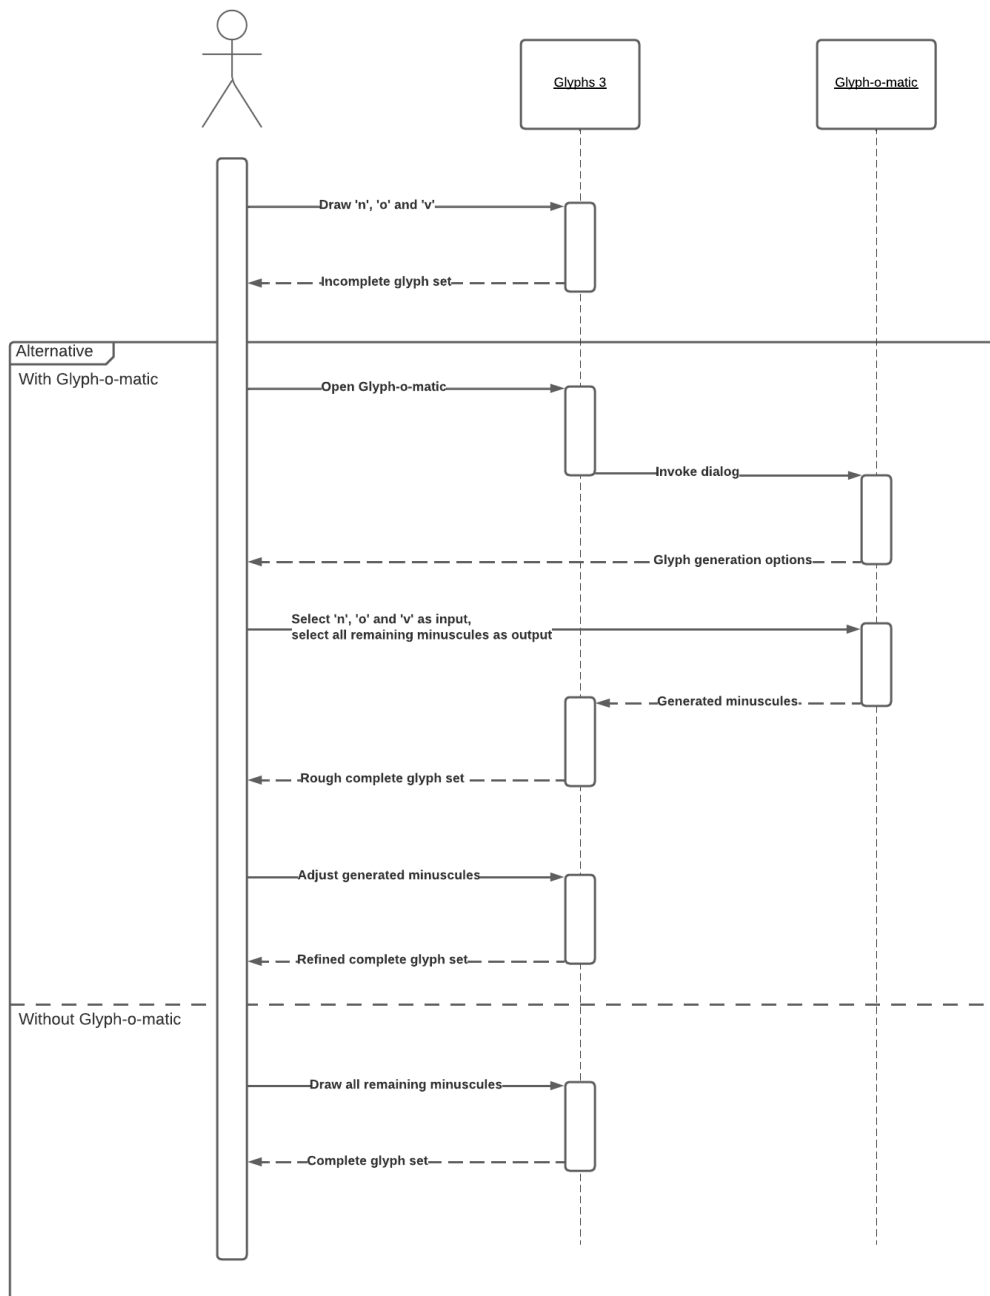 Glyphs 3
Glyph-o-matic
Draw 'n', 'o' and 'v'
Incomplete glyph set
Alternative
With Glyph-o-matic
Open Glyph-o-matic
Invoke dialog
Glyph generation options
Select 'n', 'o' and 'v' as input,
select all remaining minuscules as output
Generated minuscules
Rough complete glyph set
Adjust generated minuscules
Refined complete glyph set
Without Glyph-o-matic
Draw all remaining minuscules
Complete glyph set